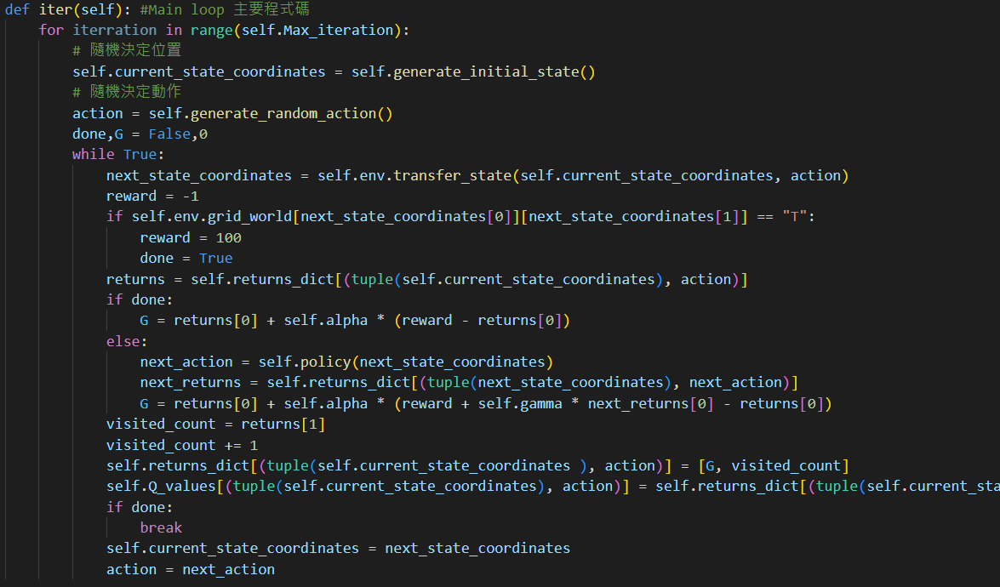 def iter(self): #Main loop 主要程式碼
for iterration in range(self.Max_iteration):
# 隨機決定位置
self.current_state_coordinates = self.generate_initial_state()
# 隨機決定動作
action = self.generate_random_action()
done,G = False,0
while True:
next_state_coordinates = self.env.transfer_state(self.current_state_coordinates, action)
reward = -1
if self.env.grid_world[next_state_coordinates[0]][next_state_coordinates[1]] == "T":
reward = 100
done = True
returns = self.returns_dict[(tuple(self.current_state_coordinates), action)]
if done:
G = returns[0] + self.alpha * (reward - returns[0])
else:
next_action = self.policy(next_state_coordinates)
next_returns = self.returns_dict[(tuple(next_state_coordinates), next_action)]
G = returns[0] + self.alpha * (reward + self.gamma * next_returns[0] - returns[0])
visited_count = returns[1]
visited_count += 1
self.returns_dict[(tuple(self.current_state_coordinates ), action)] = [G, visited_count]
self.Q_values[(tuple(self.current_state_coordinates), action)] = self.returns_dict[(tuple(self.current_sta
if done:
break
self.current_state_coordinates = next_state_coordinates
action = next_action